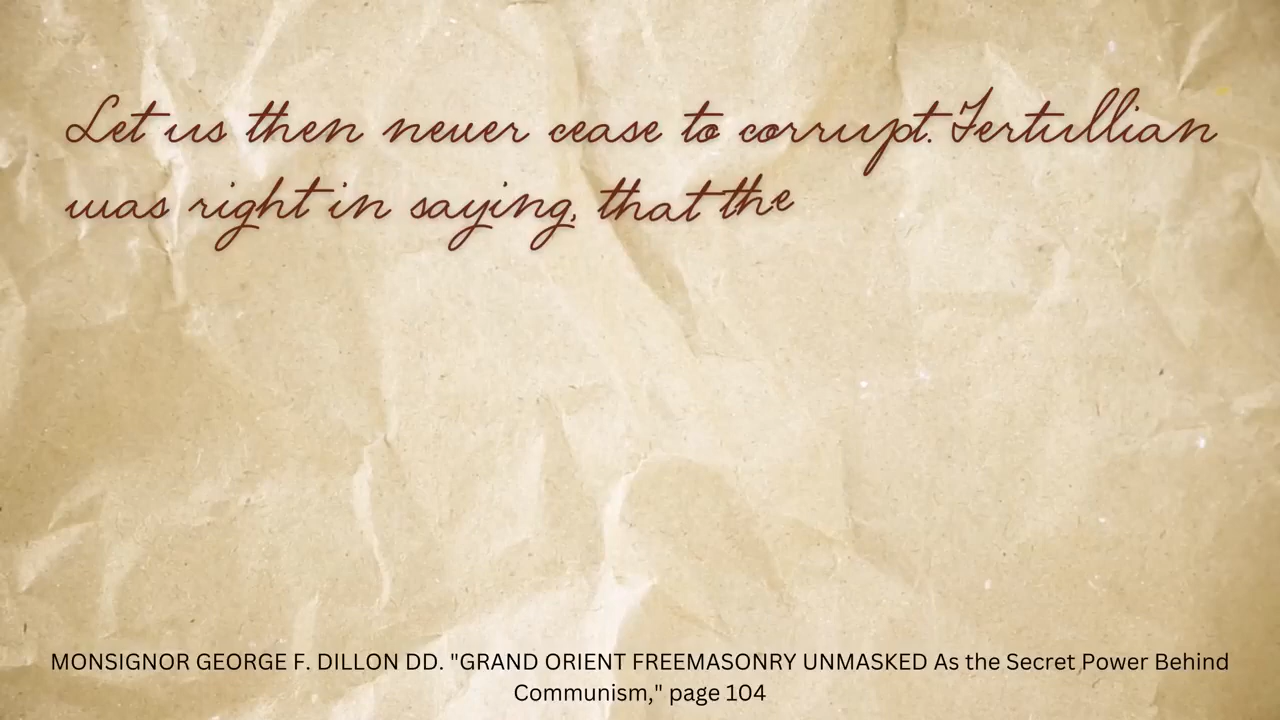 Let us then never cease to corrupt. Tertullian
was right in saying, that the
MONSIGNOR GEORGE F. DILLON DD. "GRAND ORIENT FREEMASONRY UNMASKED As the Secret Power Behind
Communism," page 104